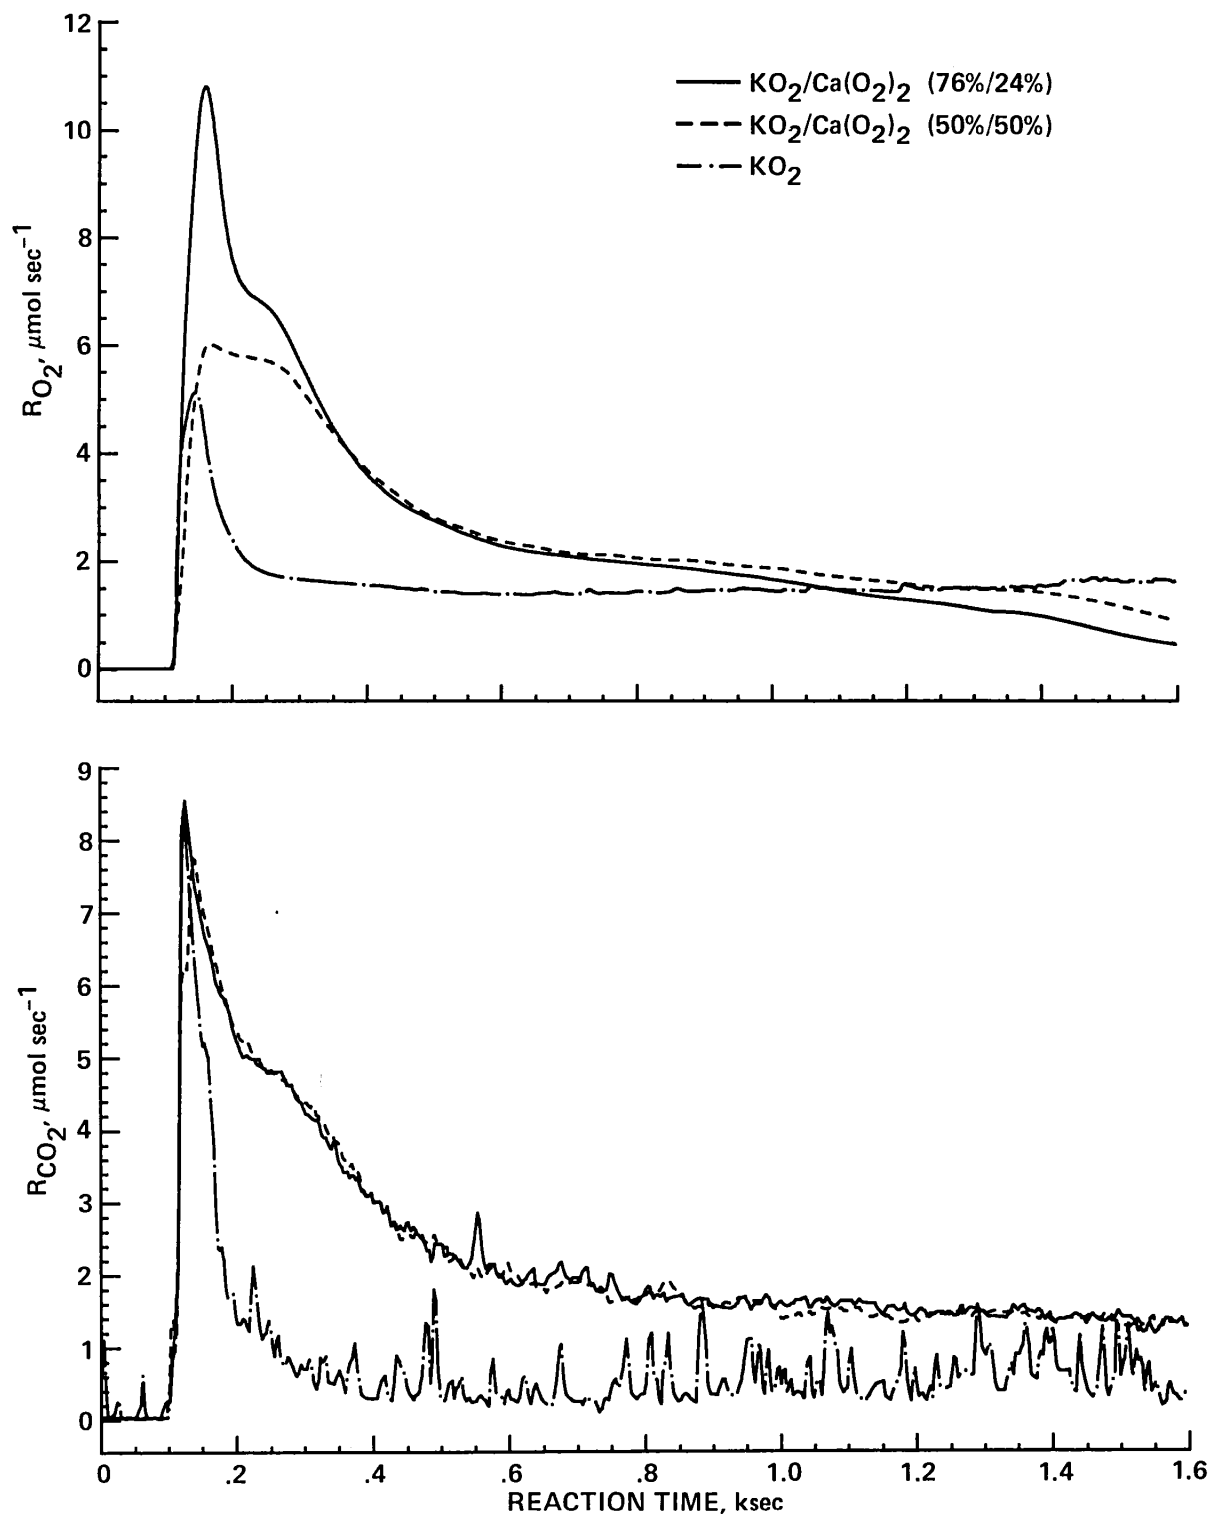 12
10
8
6
4
2
0
R_O2, μmol sec⁻¹
KO₂/Ca(O₂)₂ (76%/24%)
KO₂/Ca(O₂)₂ (50%/50%)
KO₂
9
8
7
6
5
4
3
2
1
0
R_CO2, μmol sec⁻¹
0 .2 .4 .6 .8 1.0 1.2 1.4 1.6
REACTION TIME, ksec